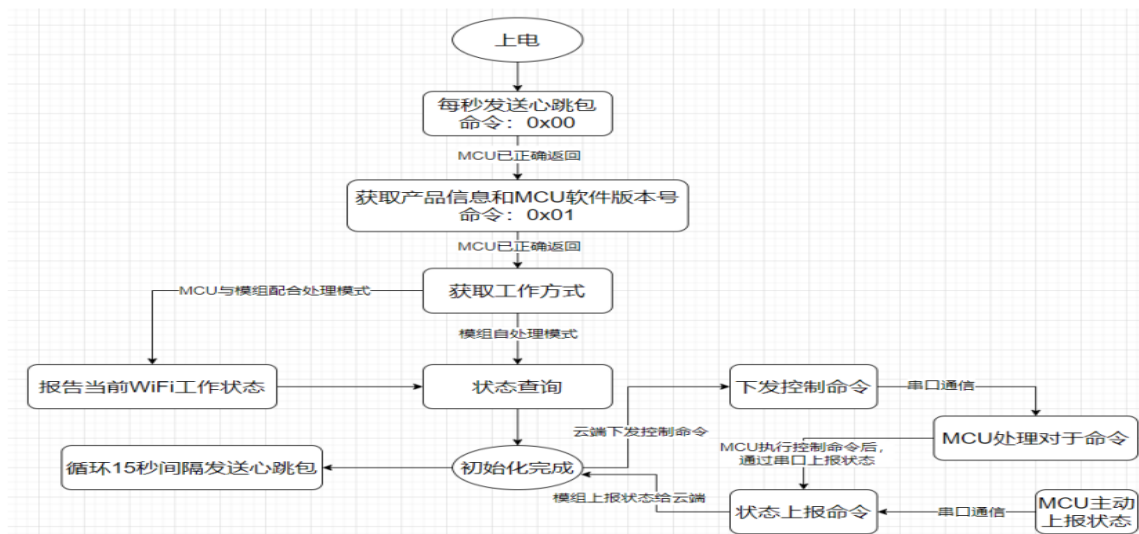 上电
每秒发送心跳包
命令：0x00
MCU已正确返回
获取产品信息和MCU软件版本号
命令：0x01
MCU已正确返回
MCU与模组配合处理模式
获取工作方式
模组自处理模式
报告当前WiFi工作状态
状态查询
下发控制命令
串口通信
云端下发控制命令
MCU处理对于命令
MCU执行控制命令后，
通过串口上报状态
循环15秒间隔发送心跳包
初始化完成
模组上报状态给云端
状态上报命令
串口通信
MCU主动
上报状态